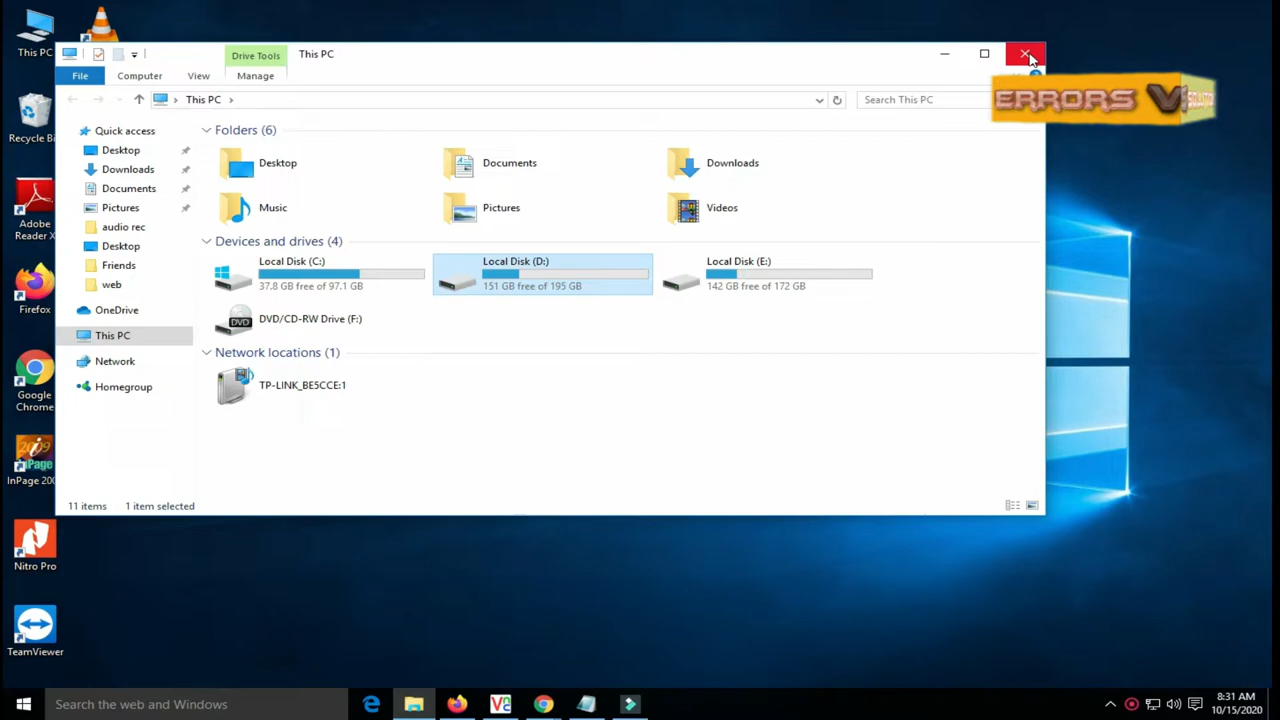 This PC
Drive Tools
This PC
File
Computer
View
Manage
This PC
Search This PC
ERRORS V
Recycle Bi
Adobe
Reader X
Firefox
Google
Chrome
iNPAGE 2009
InPage 200
Nitro Pro
TeamViewer
Quick access
Desktop
Downloads
Documents
Pictures
audio rec
Desktop
Friends
web
OneDrive
This PC
Network
Homegroup
Folders (6)
Desktop
Documents
Downloads
Music
Pictures
Videos
Devices and drives (4)
Local Disk (C:)
37.8 GB free of 97.1 GB
Local Disk (D:)
151 GB free of 195 GB
Local Disk (E:)
142 GB free of 172 GB
DVD
DVD/CD-RW Drive (F:)
Network locations (1)
TP-LINK_BE5CCE:1
11 items
1 item selected
Search the web and Windows
8:31 AM
10/15/2020